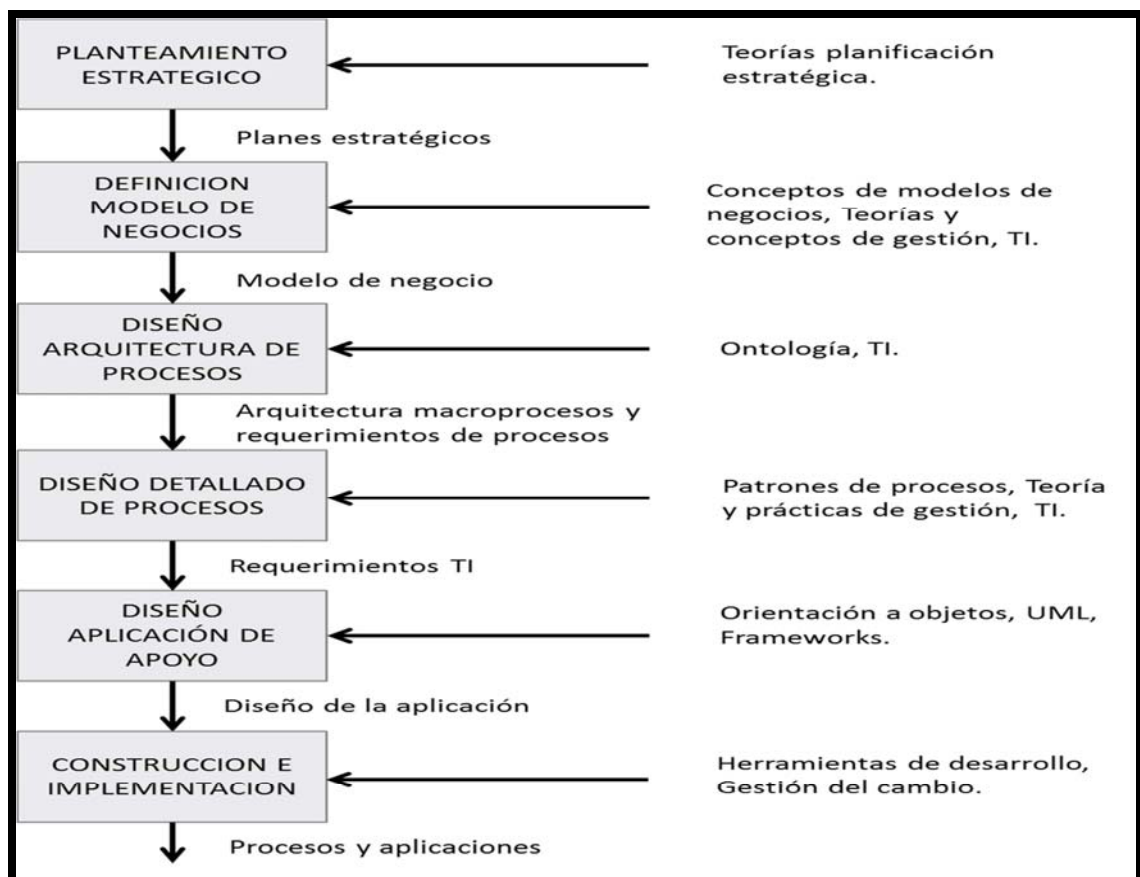 PLANTEAMIENTO
ESTRATEGICO
Teorías planificación
estratégica.
Planes estratégicos
DEFINICION
MODELO DE
NEGOCIOS
Conceptos de modelos de
negocios, Teorías y
conceptos de gestión, TI.
Modelo de negocio
DISEÑO
ARQUITECTURA DE
PROCESOS
Ontología, TI.
Arquitectura macroprocesos y
requerimientos de procesos
DISEÑO DETALLADO
DE PROCESOS
Patrones de procesos, Teoría
y prácticas de gestión, TI.
Requerimientos TI
DISEÑO
APLICACIÓN DE
APOYO
Orientación a objetos, UML,
Frameworks.
Diseño de la aplicación
CONSTRUCCION E
IMPLEMENTACION
Herramientas de desarrollo,
Gestión del cambio.
Procesos y aplicaciones